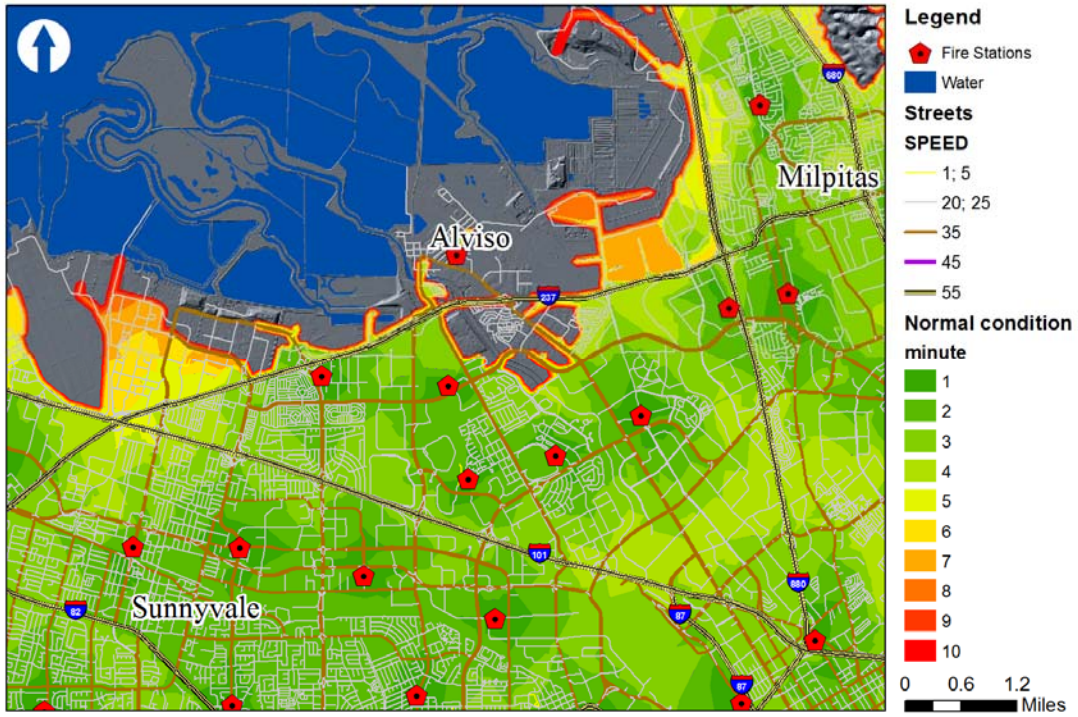 680
Milpitas
Alviso
237
101
880
Sunnyvale
82
87
87
Legend
Fire Stations
Water
Streets
SPEED
1; 5
20; 25
35
45
55
Normal condition
minute
1
2
3
4
5
6
7
8
9
10
0 0.6 1.2
Miles